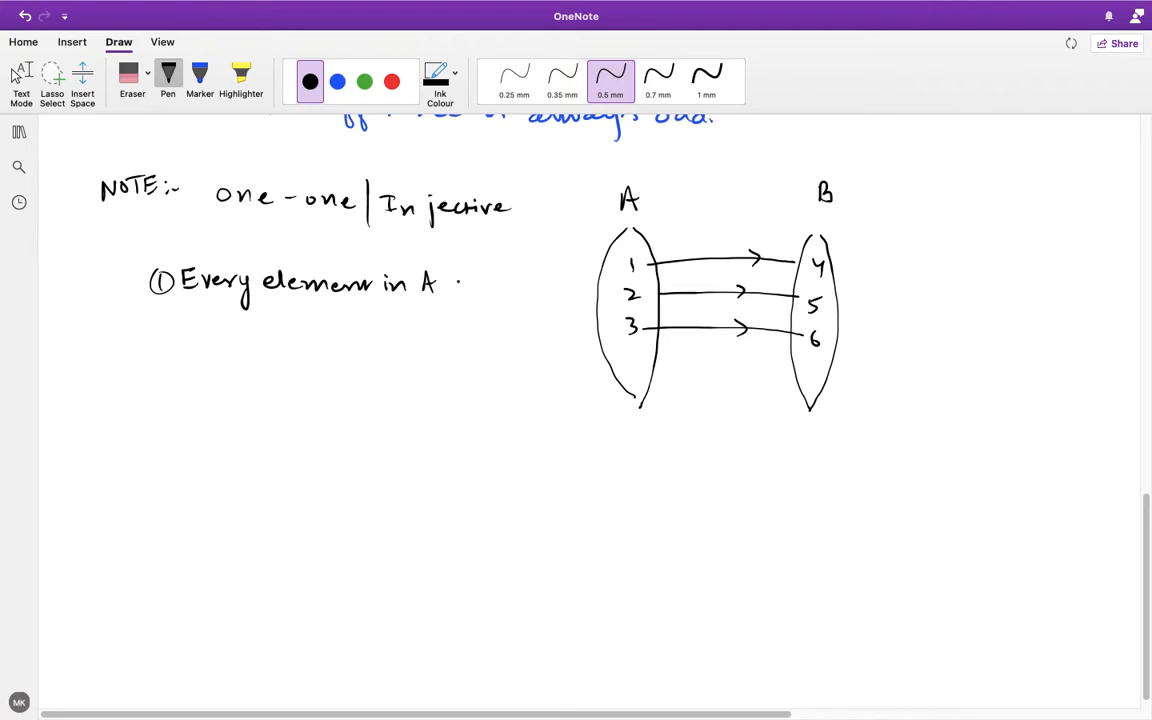 OneNote
Home Insert Draw View
Share
Text Mode
Lasso Select
Insert Space
Eraser
Pen
Marker
Highlighter
Ink Colour
0.25 mm
0.35 mm
0.5 mm
0.7 mm
1 mm
always odd.
NOTE:- one-one | Injective
A B
① Every element in A
1 4
2 5
3 6
MK